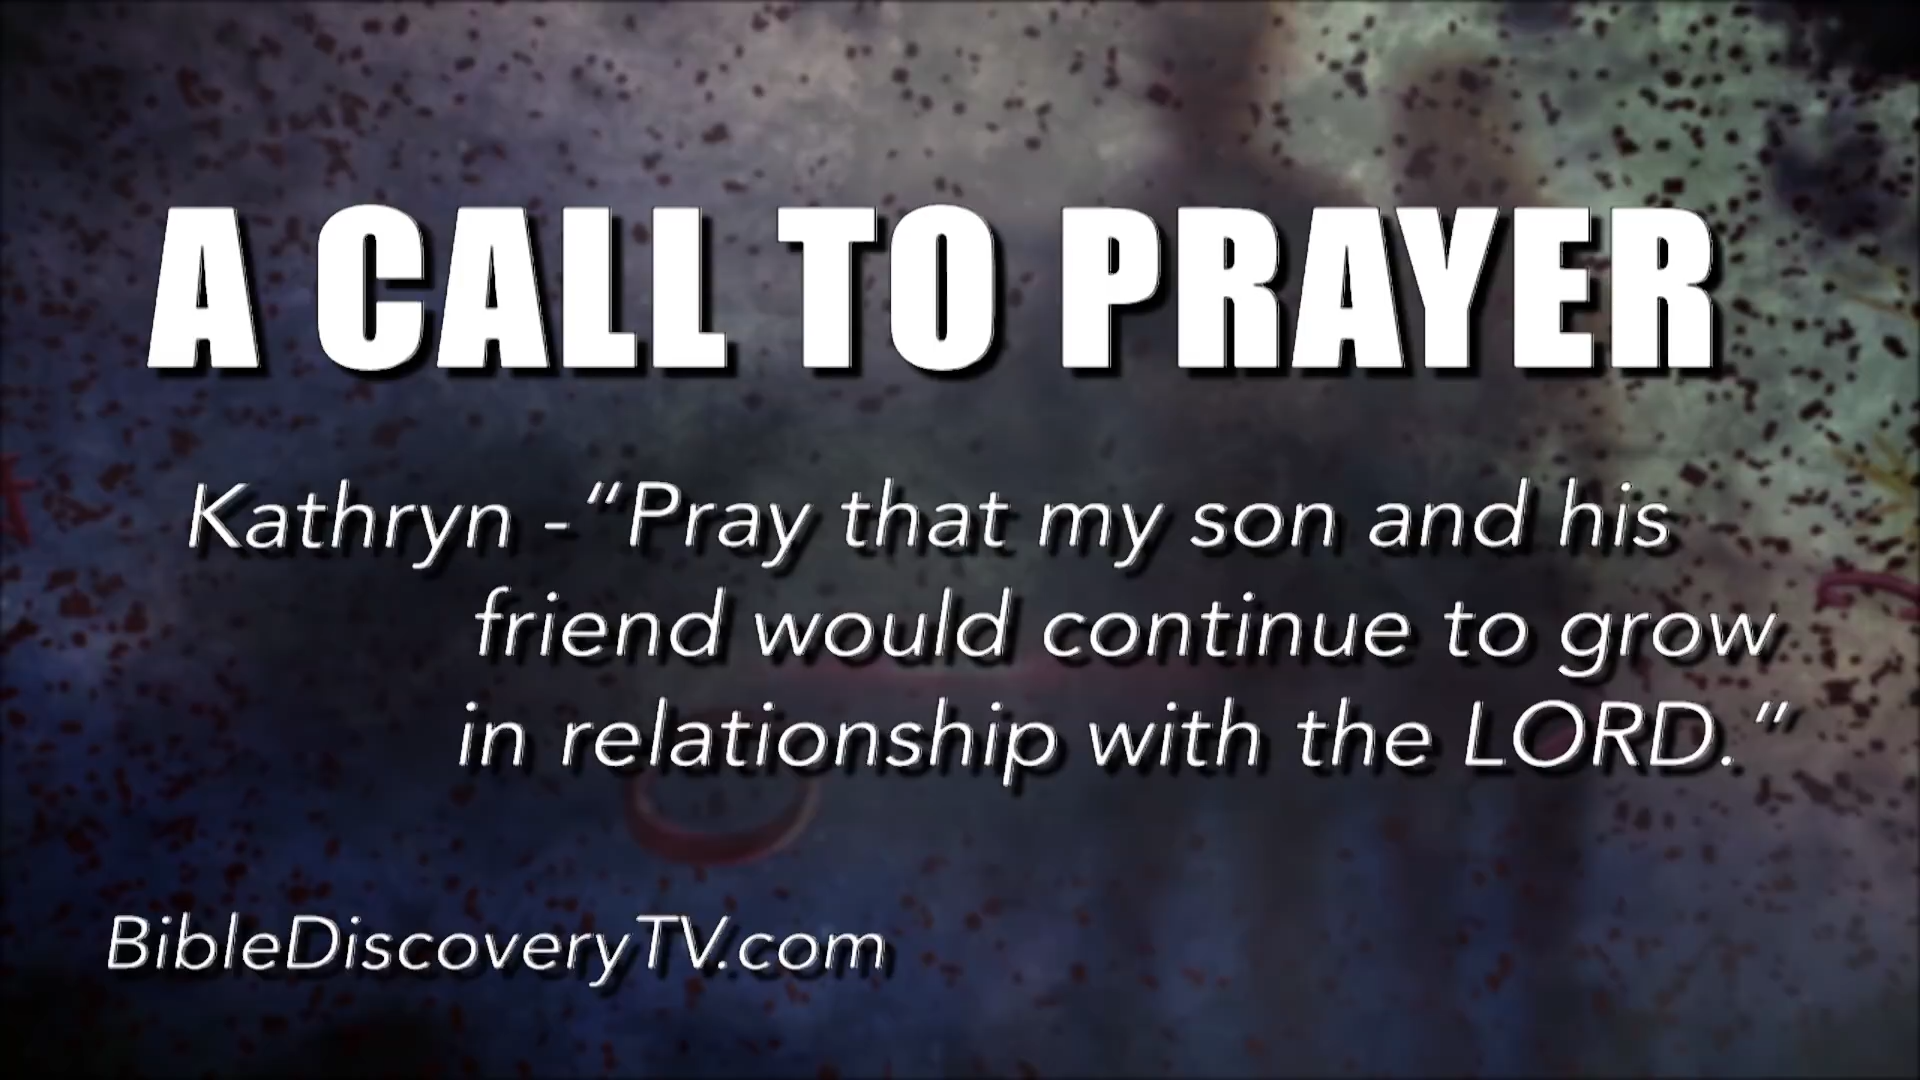 A CALL TO PRAYER
Kathryn -“Pray that my son and his
friend would continue to grow
in relationship with the LORD.”
BibleDiscoveryTV.com